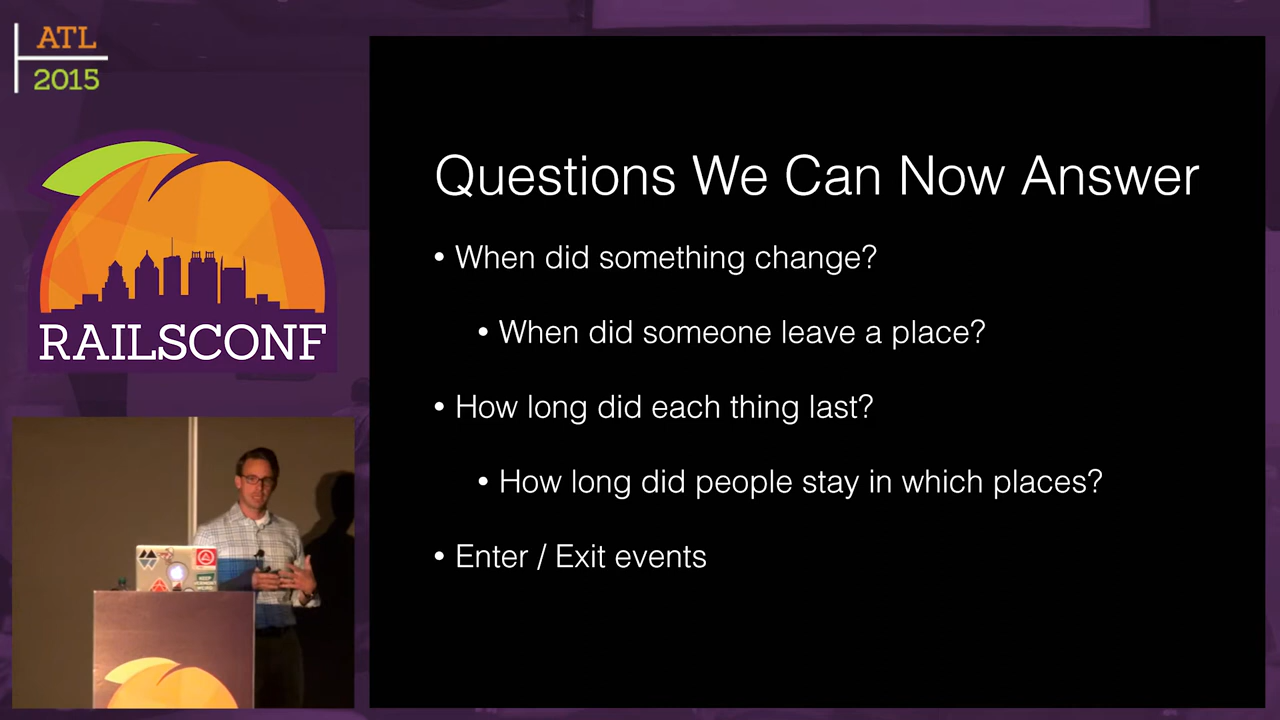 ATL
2015
RAILSCONF
Questions We Can Now Answer
• When did something change?
• When did someone leave a place?
• How long did each thing last?
• How long did people stay in which places?
• Enter / Exit events